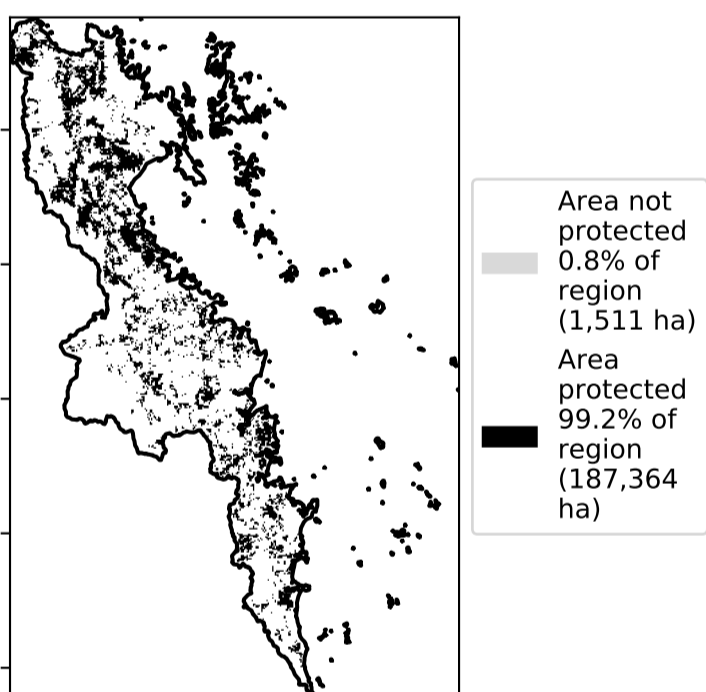 Area not
protected
0.8% of
region
(1,511 ha)
Area
protected
99.2% of
region
(187,364
ha)